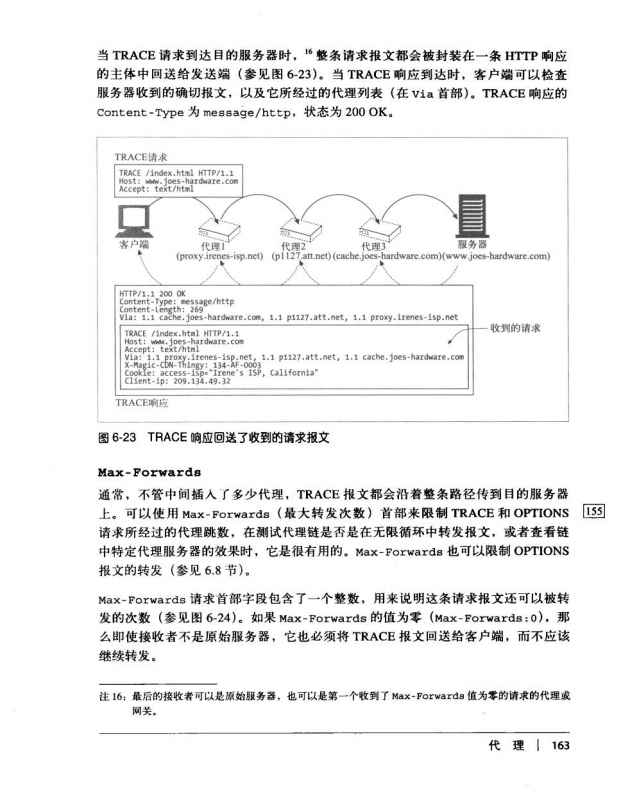 当 TRACE 请求到达目的服务器时，16 整条请求报文都会被封装在一条 HTTP 响应
的主体中回送给发送端（参见图 6-23）。当 TRACE 响应到达时，客户端可以检查
服务器收到的确切报文，以及它所经过的代理列表（在 Via 首部）。TRACE 响应的
Content-Type 为 message/http，状态为 200 OK。
TRACE请求
TRACE /index.html HTTP/1.1
Host: www.joes-hardware.com
Accept: text/html
客户端 代理1 代理2 代理3 服务器
(proxy.irenes-isp.net) (p1127.att.net) (cache.joes-hardware.com)(www.joes-hardware.com)
HTTP/1.1 200 OK
Content-Type: message/http
Content-Length: 269
Via: 1.1 cache.joes-hardware.com, 1.1 p1127.att.net, 1.1 proxy.irenes-isp.net
收到的请求
TRACE /index.html HTTP/1.1
Host: www.joes-hardware.com
Accept: text/html
Via: 1.1 proxy.irenes-isp.net, 1.1 p1127.att.net, 1.1 cache.joes-hardware.com
X-Magic-CDN-Thingy: 134-AF-0003
Cookie: access-isp="Irene's ISP, California"
Client-ip: 209.134.49.32
TRACE响应
图 6-23 TRACE 响应回送了收到的请求报文
Max-Forwards
通常，不管中间插入了多少代理，TRACE 报文都会沿着整条路径传到目的服务器
上。可以使用 Max-Forwards（最大转发次数）首部来限制 TRACE 和 OPTIONS
155
请求所经过的代理跳数，在测试代理链是否是在无限循环中转发报文，或者查看链
中特定代理服务器的效果时，它是很有用的。Max-Forwards 也可以限制 OPTIONS
报文的转发（参见 6.8 节）。
Max-Forwards 请求首部字段包含了一个整数，用来说明这条请求报文还可以被转
发的次数（参见图 6-24）。如果 Max-Forwards 的值为零（Max-Forwards:0），那
么即使接收者不是原始服务器，它也必须将 TRACE 报文回送给客户端，而不应该
继续转发。
注 16：最后的接收者可以是原始服务器，也可以是第一个收到了 Max-Forwards 值为零的请求的代理或
网关。
代 理 | 163